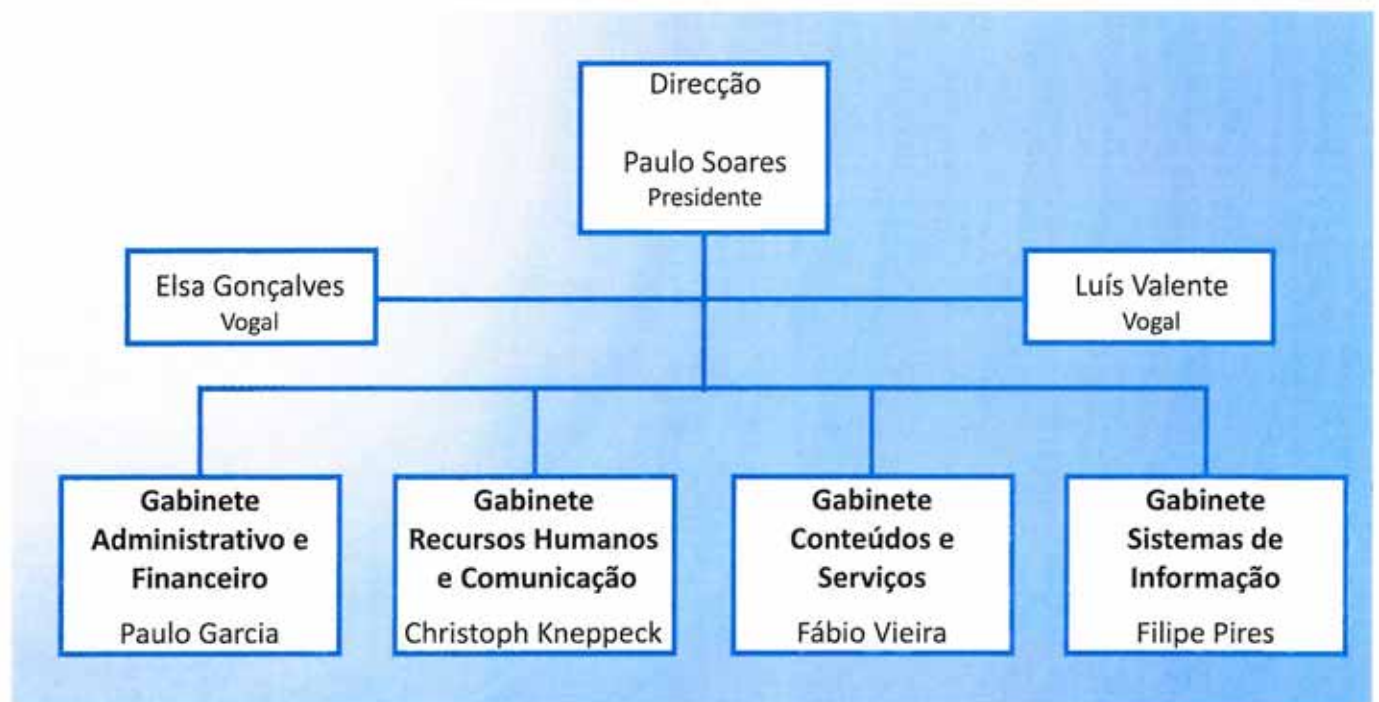 Direcção
Paulo Soares
Presidente
Elsa Gonçalves
Vogal
Luís Valente
Vogal
Gabinete
Administrativo e
Financeiro
Paulo Garcia
Gabinete
Recursos Humanos
e Comunicação
Christoph Kneppeck
Gabinete
Conteúdos e
Serviços
Fábio Vieira
Gabinete
Sistemas de
Informação
Filipe Pires